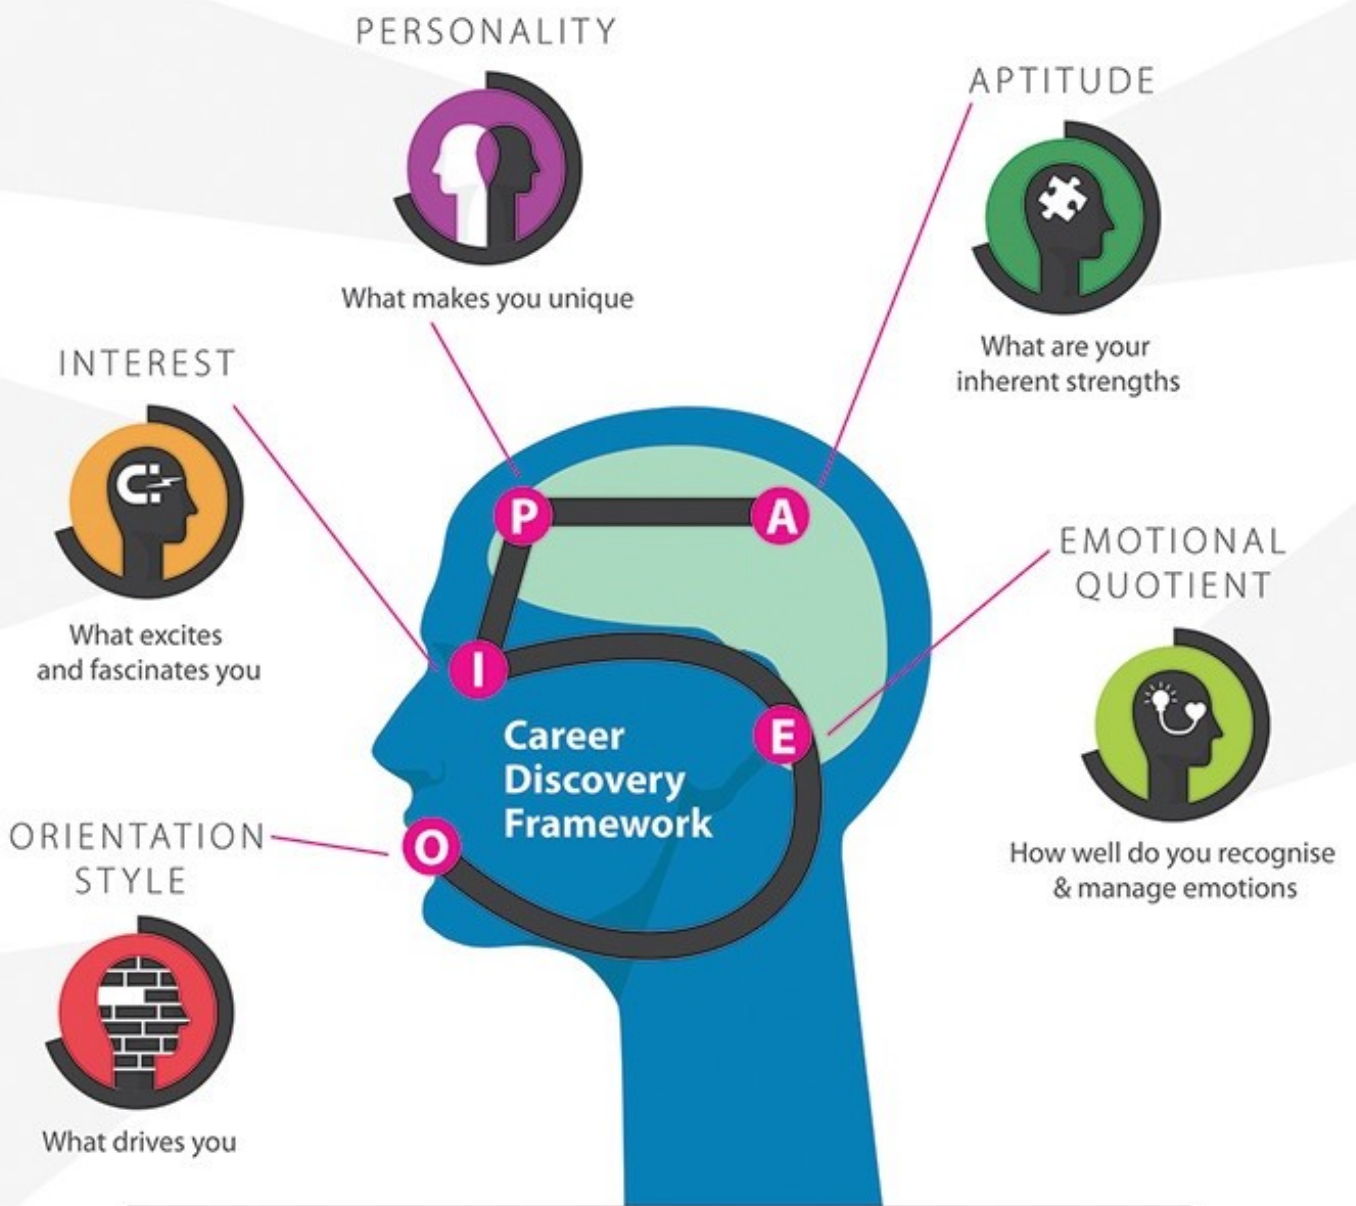 PERSONALITY
What makes you unique
APTITUDE
What are your
inherent strengths
INTEREST
What excites
and fascinates you
P
A
I
E
O
Career
Discovery
Framework
EMOTIONAL
QUOTIENT
How well do you recognise
& manage emotions
ORIENTATION
STYLE
What drives you